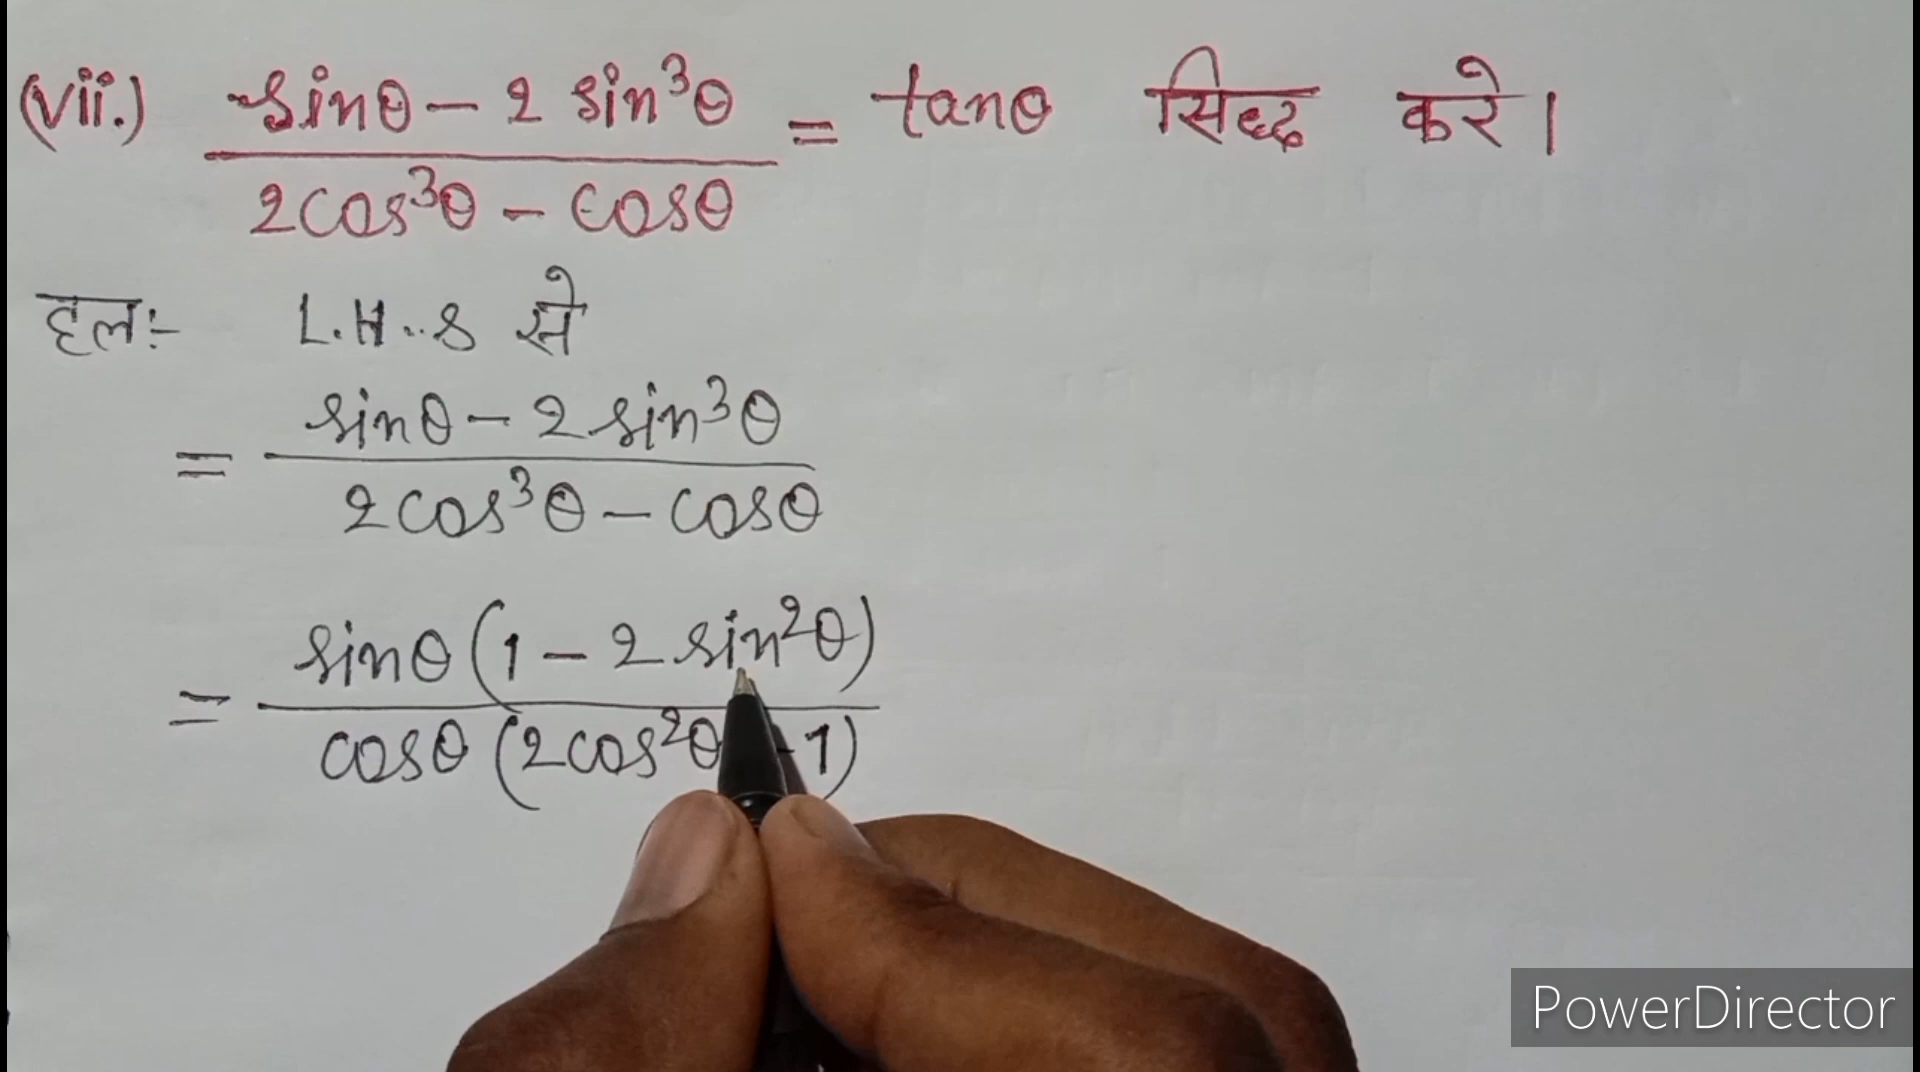 (vii.) sinθ - 2 sin³θ / 2cos³θ - cosθ = tanθ सिद्ध करे।
हल:- L.H.S से
= sinθ - 2 sin³θ / 2cos³θ - cosθ
= sinθ (1 - 2 sin²θ) / cosθ (2cos²θ - 1)
PowerDirector